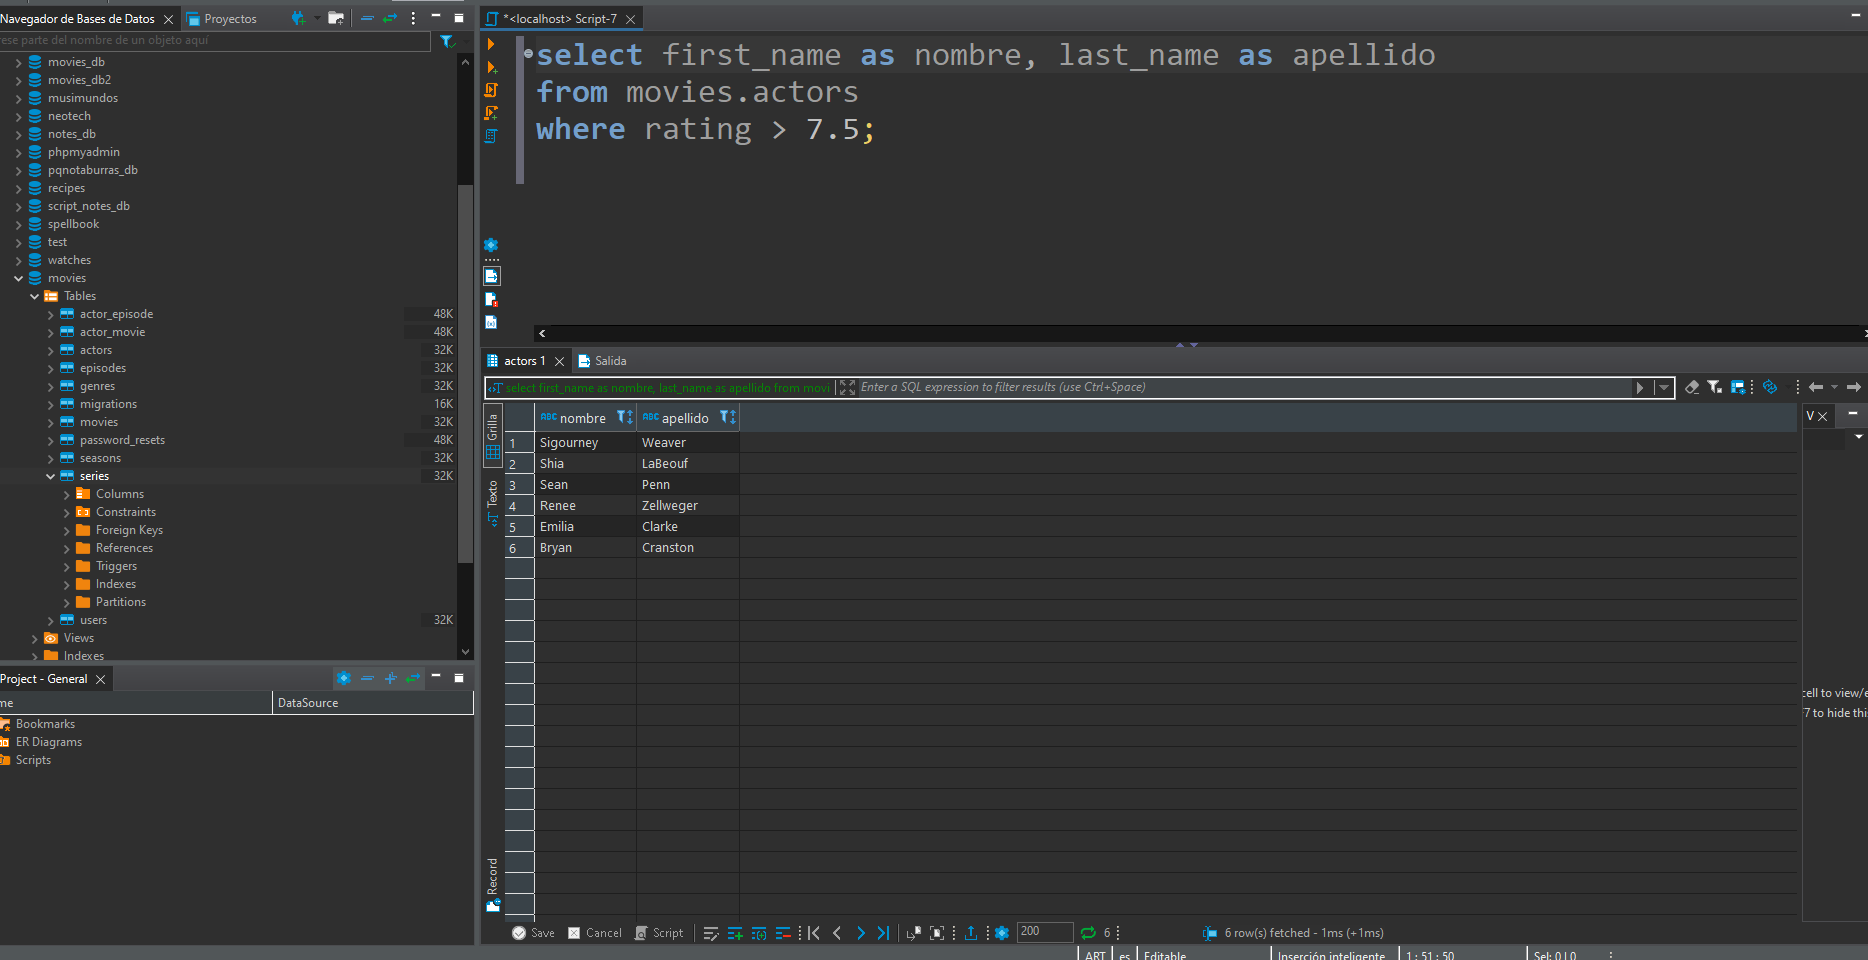 Navegador de Bases de Datos
Proyectos
*<localhost> Script-7
rese parte del nombre de un objeto aquí
movies_db
movies_db2
musimundos
neotech
notes_db
phpmyadmin
pqnotaburras_db
recipes
script_notes_db
spellbook
test
watches
movies
Tables
actor_episode 48K
actor_movie 48K
actors 32K
episodes 32K
genres 32K
migrations 16K
movies 32K
password_resets 48K
seasons 32K
series 32K
Columns
Constraints
Foreign Keys
References
Triggers
Indexes
Partitions
users 32K
Views
Indexes
Project - General
me DataSource
Bookmarks
ER Diagrams
Scripts
select first_name as nombre, last_name as apellido
from movies.actors
where rating > 7.5;
actors 1 Salida
select first_name as nombre, last_name as apellido from movi Enter a SQL expression to filter results (use Ctrl+Space)
Grilla
Texto
Record
nombre apellido
1 Sigourney Weaver
2 Shia LaBeouf
3 Sean Penn
4 Renee Zellweger
5 Emilia Clarke
6 Bryan Cranston
V
cell to view/e
7 to hide thi
Save Cancel Script 200 6 6 row(s) fetched - 1ms (+1ms)
ART es Editable Inserción inteligente 1 : 51 : 50 Sel: 0 | 0